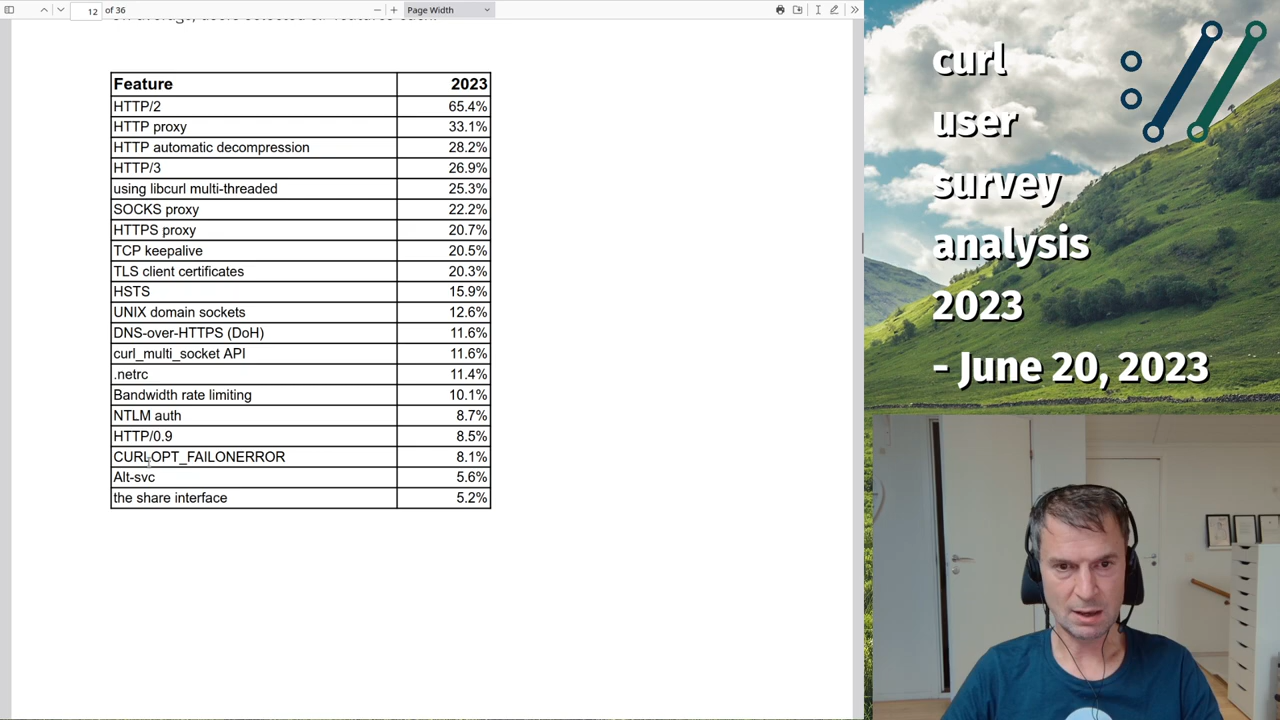 12 of 36
Page Width
Feature 2023
HTTP/2 65.4%
HTTP proxy 33.1%
HTTP automatic decompression 28.2%
HTTP/3 26.9%
using libcurl multi-threaded 25.3%
SOCKS proxy 22.2%
HTTPS proxy 20.7%
TCP keepalive 20.5%
TLS client certificates 20.3%
HSTS 15.9%
UNIX domain sockets 12.6%
DNS-over-HTTPS (DoH) 11.6%
curl_multi_socket API 11.6%
.netrc 11.4%
Bandwidth rate limiting 10.1%
NTLM auth 8.7%
HTTP/0.9 8.5%
CURLOPT_FAILONERROR 8.1%
Alt-svc 5.6%
the share interface 5.2%
curl
user
survey
analysis
2023
- June 20, 2023